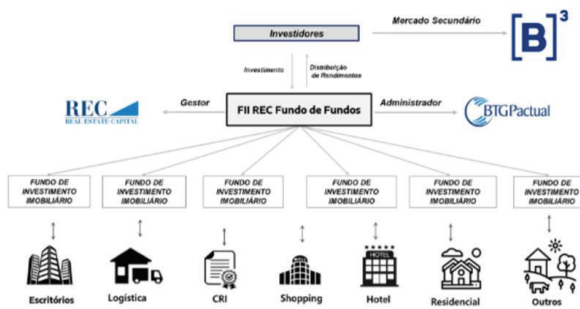 Mercado Secundário
Investidores
[B]³
Investimento
Distribuição
de Rendimentos
REC
REAL ESTATE CAPITAL
Gestor
FII REC Fundo de Fundos
Administrador
BTGPactual
FUNDO DE
INVESTIMENTO
IMOBILIÁRIO
FUNDO DE
INVESTIMENTO
IMOBILIÁRIO
FUNDO DE
INVESTIMENTO
IMOBILIÁRIO
FUNDO DE
INVESTIMENTO
IMOBILIÁRIO
FUNDO DE
INVESTIMENTO
IMOBILIÁRIO
FUNDO DE
INVESTIMENTO
IMOBILIÁRIO
HOTEL
Escritórios
Logística
CRI
Shopping
Hotel
Residencial
Outros